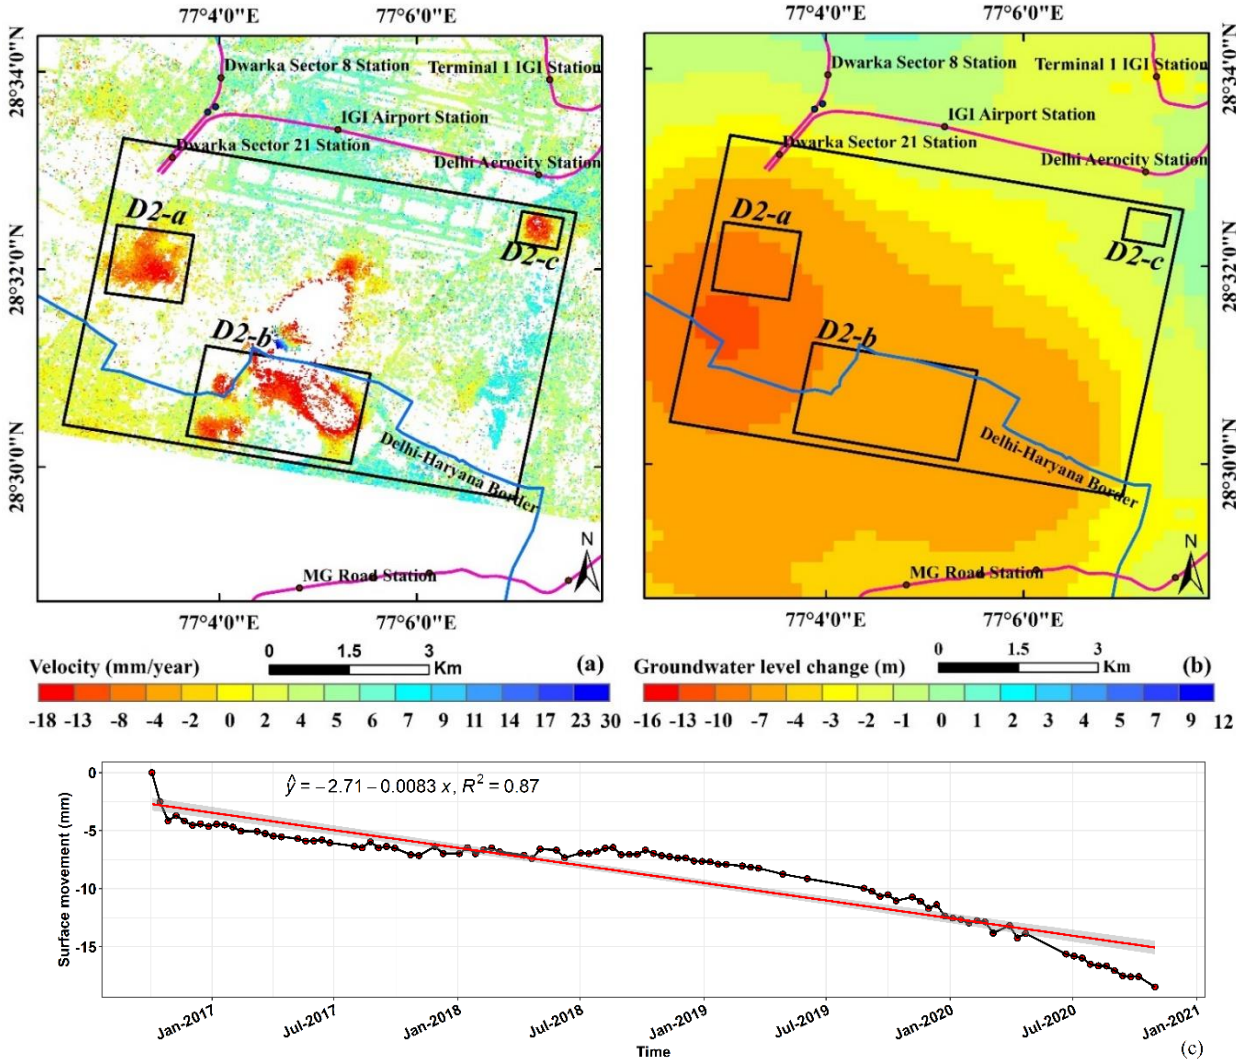 77°4'0"E 77°6'0"E 77°4'0"E 77°6'0"E
28°34'0"N
28°32'0"N
28°30'0"N
Dwarka Sector 8 Station
Terminal 1 IGI Station
IGI Airport Station
Dwarka Sector 21 Station
Delhi Aerocity Station
D2-a
D2-c
D2-b
Delhi-Haryana Border
N
MG Road Station
Dwarka Sector 8 Station
Terminal 1 IGI Station
IGI Airport Station
Dwarka Sector 21 Station
Delhi Aerocity Station
D2-a
D2-c
D2-b
Delhi-Haryana Border
N
MG Road Station
28°34'0"N
28°32'0"N
28°30'0"N
77°4'0"E 77°6'0"E 77°4'0"E 77°6'0"E
Velocity (mm/year) 0 1.5 3 Km (a)
-18 -13 -8 -4 -2 0 2 4 5 6 7 9 11 14 17 23 30
Groundwater level change (m) 0 1.5 3 Km (b)
-16 -13 -10 -7 -4 -3 -2 -1 0 1 2 3 4 5 7 9 12
ŷ = −2.71 − 0.0083 x, R² = 0.87
Surface movement (mm)
0
-5
-10
-15
Jan-2017 Jul-2017 Jan-2018 Jul-2018 Jan-2019 Jul-2019 Jan-2020 Jul-2020 Jan-2021
Time
(c)